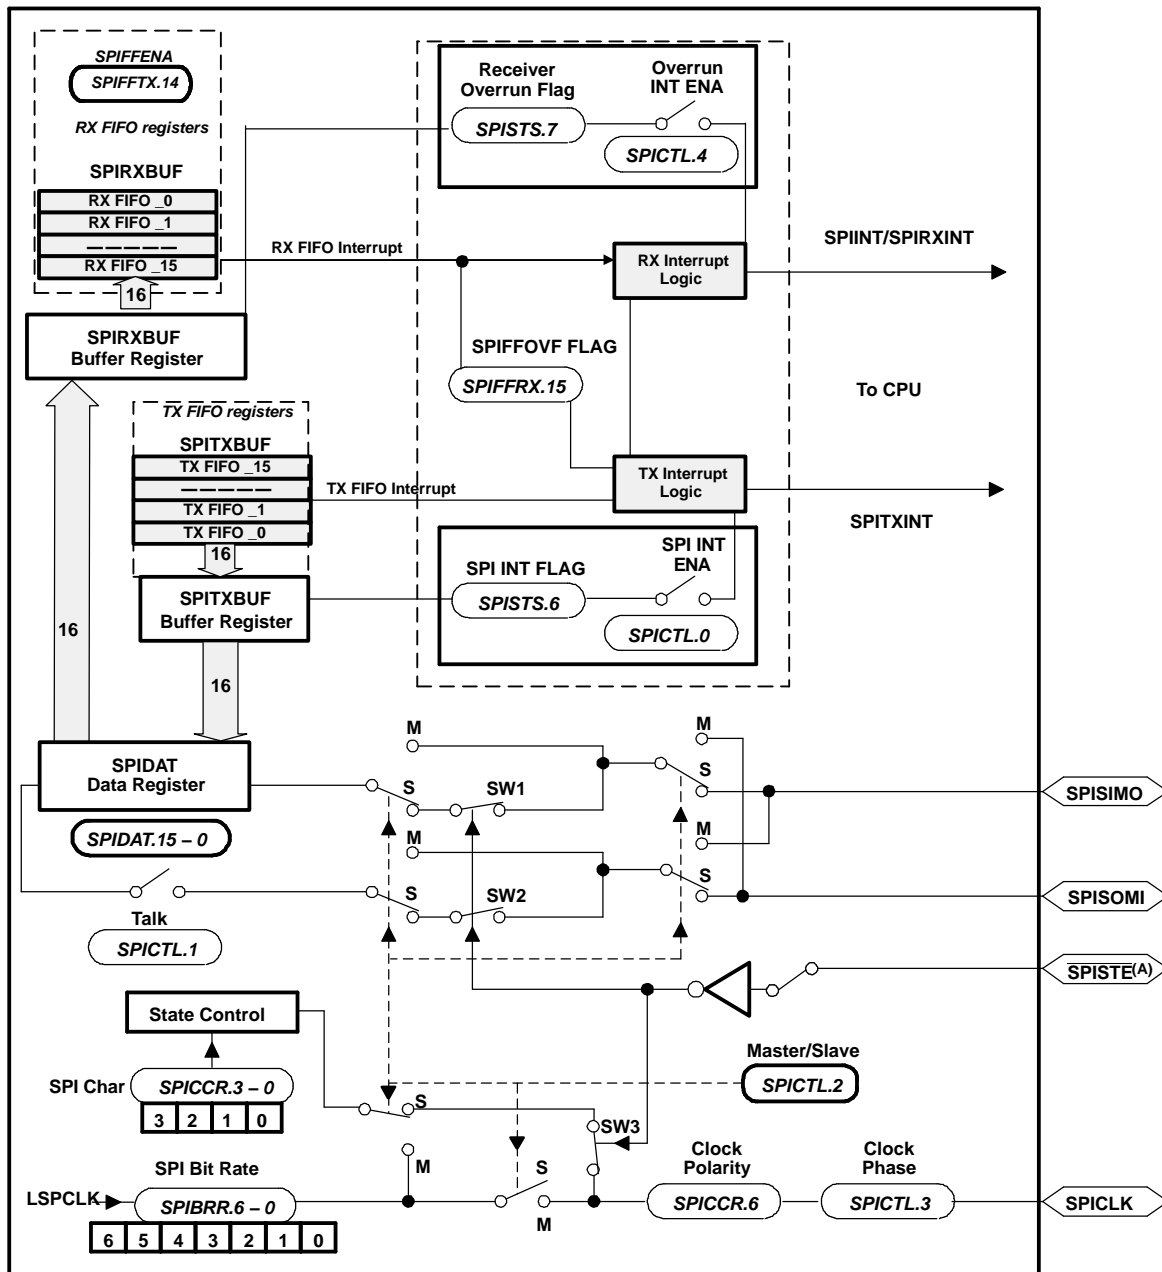 SPIFFENA
SPIFFTX.14
RX FIFO registers
SPIRXBUF
RX FIFO _0
RX FIFO _1
–––––
RX FIFO _15
16
SPIRXBUF
Buffer Register
Receiver
Overrun Flag
SPISTS.7
Overrun
INT ENA
SPICTL.4
RX FIFO Interrupt
RX Interrupt
Logic
SPIINT/SPIRXINT
SPIFFOVF FLAG
SPIFFRX.15
To CPU
TX FIFO registers
SPITXBUF
TX FIFO _15
–––––
TX FIFO _1
TX FIFO _0
16
TX FIFO Interrupt
TX Interrupt
Logic
SPITXINT
SPITXBUF
Buffer Register
SPI INT FLAG
SPISTS.6
SPI INT
ENA
SPICTL.0
16
16
SPIDAT
Data Register
SPIDAT.15 – 0
M
S
SW1
M
S
SPISIMO
M
S
SW2
M
S
SPISOMI
Talk
SPICTL.1
SPISTE(A)
State Control
Master/Slave
SPICTL.2
SPI Char
SPICCR.3 – 0
3 2 1 0
S
M
SW3
SPI Bit Rate
LSPCLK
SPIBRR.6 – 0
6 5 4 3 2 1 0
S
M
Clock
Polarity
SPICCR.6
Clock
Phase
SPICTL.3
SPICLK